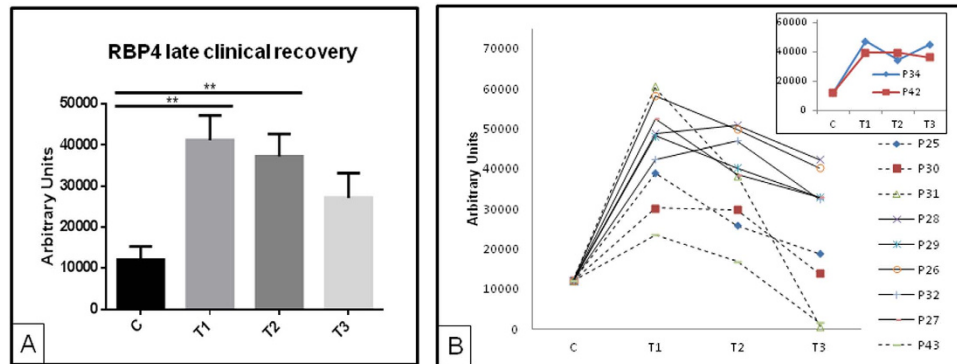 RBP4 late clinical recovery
**
**
50000
40000
30000
20000
10000
0
Arbitrary Units
C
T1
T2
T3
A
70000
60000
50000
40000
30000
20000
10000
0
Arbitrary Units
C
T1
T2
T3
B
60000
40000
20000
0
C
T1
T2
T3
P34
P42
P25
P30
P31
P28
P29
P26
P32
P27
P43